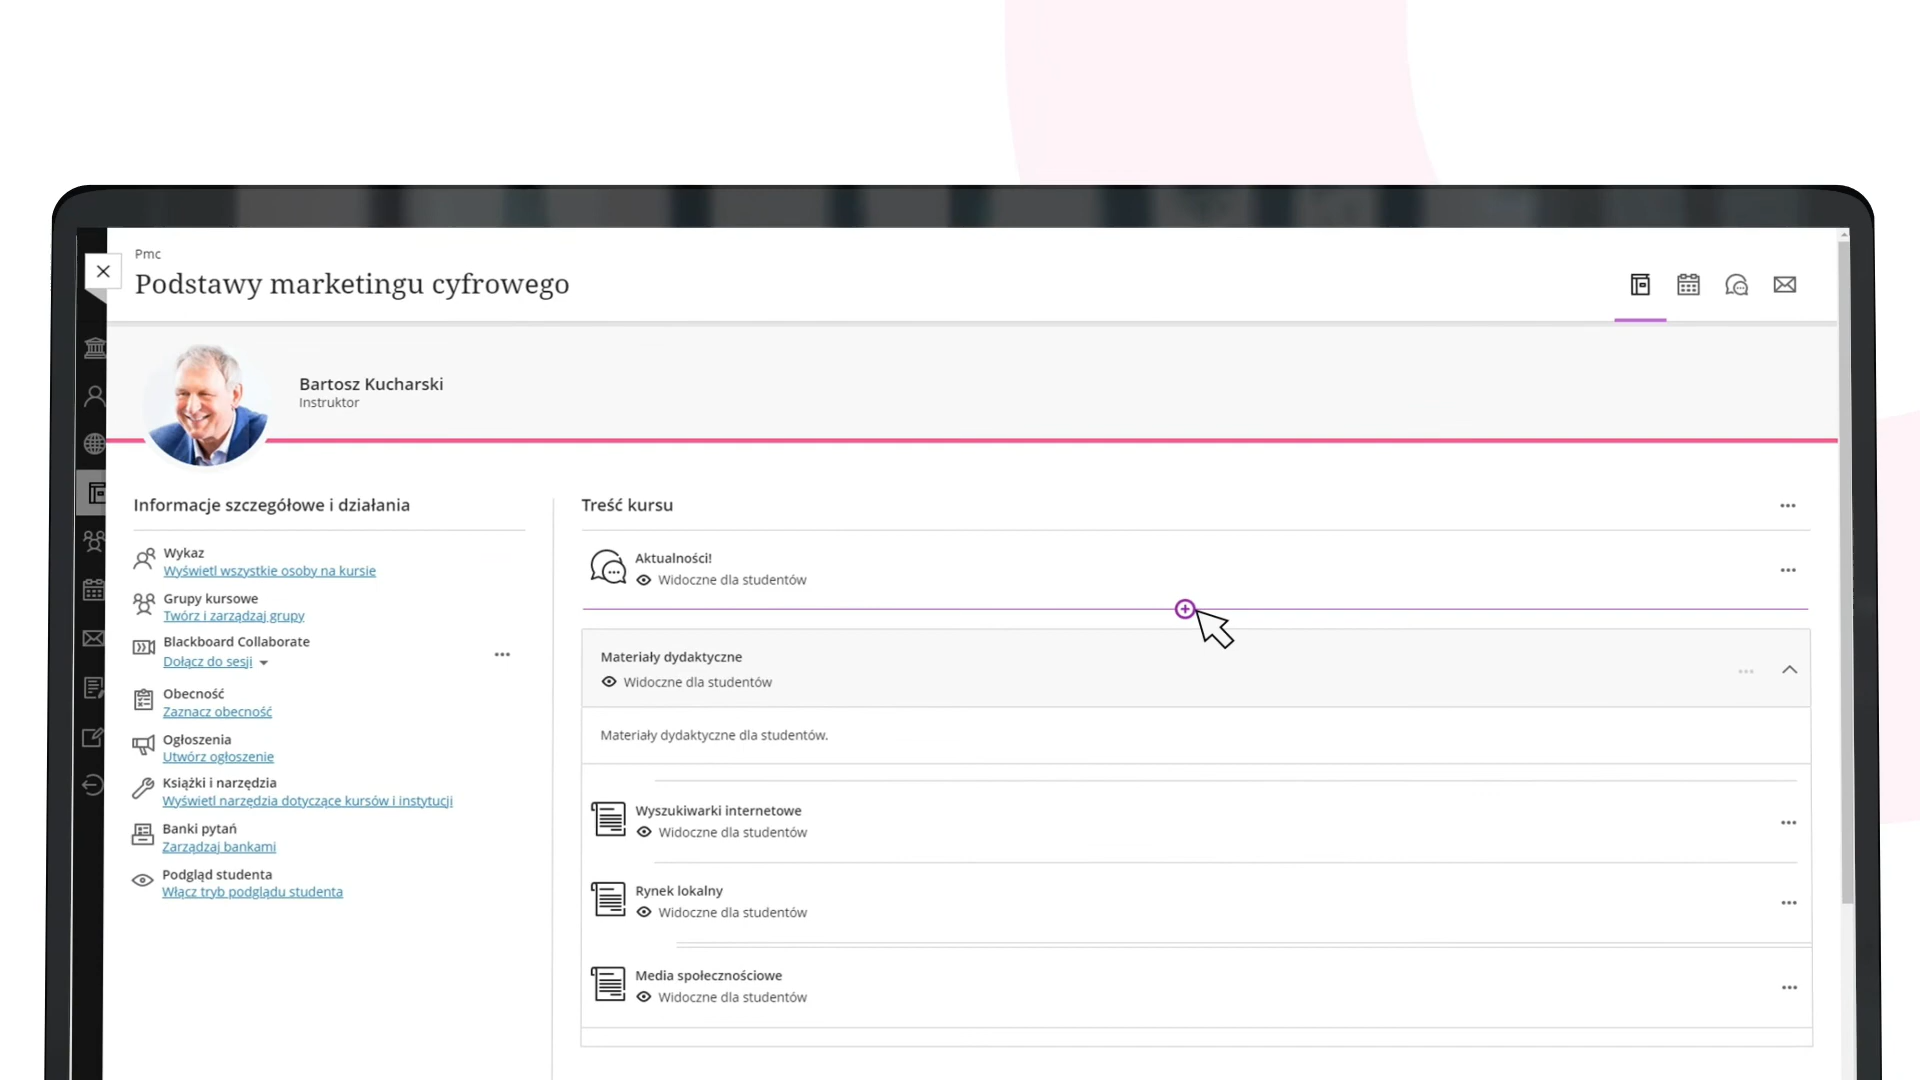 Pmc
Podstawy marketingu cyfrowego
Bartosz Kucharski
Instruktor
Informacje szczegółowe i działania
Wykaz
Wyświetl wszystkie osoby na kursie
Grupy kursowe
Twórz i zarządzaj grupy
Blackboard Collaborate
Dołącz do sesji
Obecność
Zaznacz obecność
Ogłoszenia
Utwórz ogłoszenie
Książki i narzędzia
Wyświetl narzędzia dotyczące kursów i instytucji
Banki pytań
Zarządzaj bankami
Podgląd studenta
Włącz tryb podglądu studenta
Treść kursu
Aktualności!
Widoczne dla studentów
Materiały dydaktyczne
Widoczne dla studentów
Materiały dydaktyczne dla studentów.
Wyszukiwarki internetowe
Widoczne dla studentów
Rynek lokalny
Widoczne dla studentów
Media społecznościowe
Widoczne dla studentów